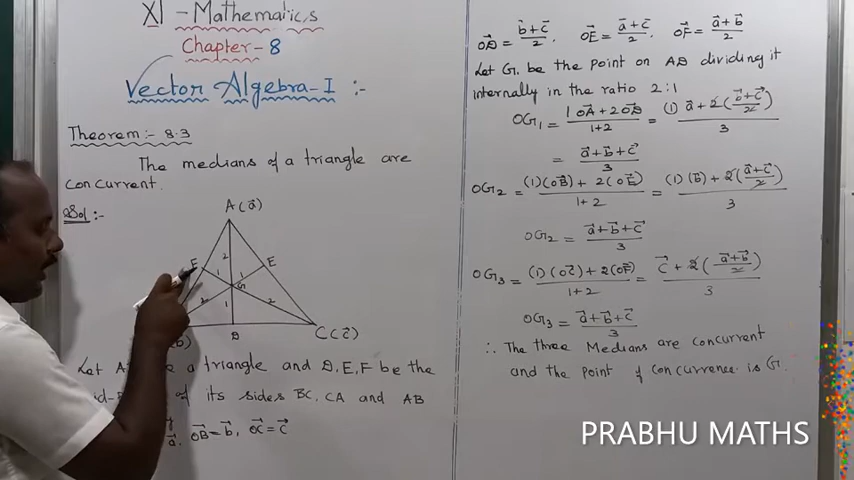 XI - Mathematics
Chapter - 8
Vector Algebra - I :-
Theorem :- 8.3
The medians of a triangle are
concurrent.
Sol :-
A (a⃗)
F E
2
1 1
G
2 1 2
D C (c⃗)
b)
Let A a triangle and D, E, F be the
of its sides BC, CA and AB
a⃗. OB⃗ = b⃗, OC⃗ = c⃗
OD⃗ = (b⃗+c⃗)/2 OE⃗ = (a⃗+c⃗)/2. OF⃗ = (a⃗+b⃗)/2
Let G₁ be the point on AD dividing it
internally in the ratio 2:1
OG₁ = (1 OA⃗ + 2 OD⃗)/(1+2) = ((1) a⃗ + 2((b⃗+c⃗)/2))/3
= (a⃗+b⃗+c⃗)/3
OG₂ = ((1)(OB⃗) + 2(OE⃗))/(1+2) = ((1)(b⃗) + 2((a⃗+c⃗)/2))/3
OG₂ = (a⃗+b⃗+c⃗)/3
OG₃ = ((1)(OC⃗) + 2(OF⃗))/(1+2) = (c⃗ + 2((a⃗+b⃗)/2))/3
OG₃ = (a⃗+b⃗+c⃗)/3
∴ The three Medians are concurrent
and the point of concurrence is G.
PRABHU MATHS